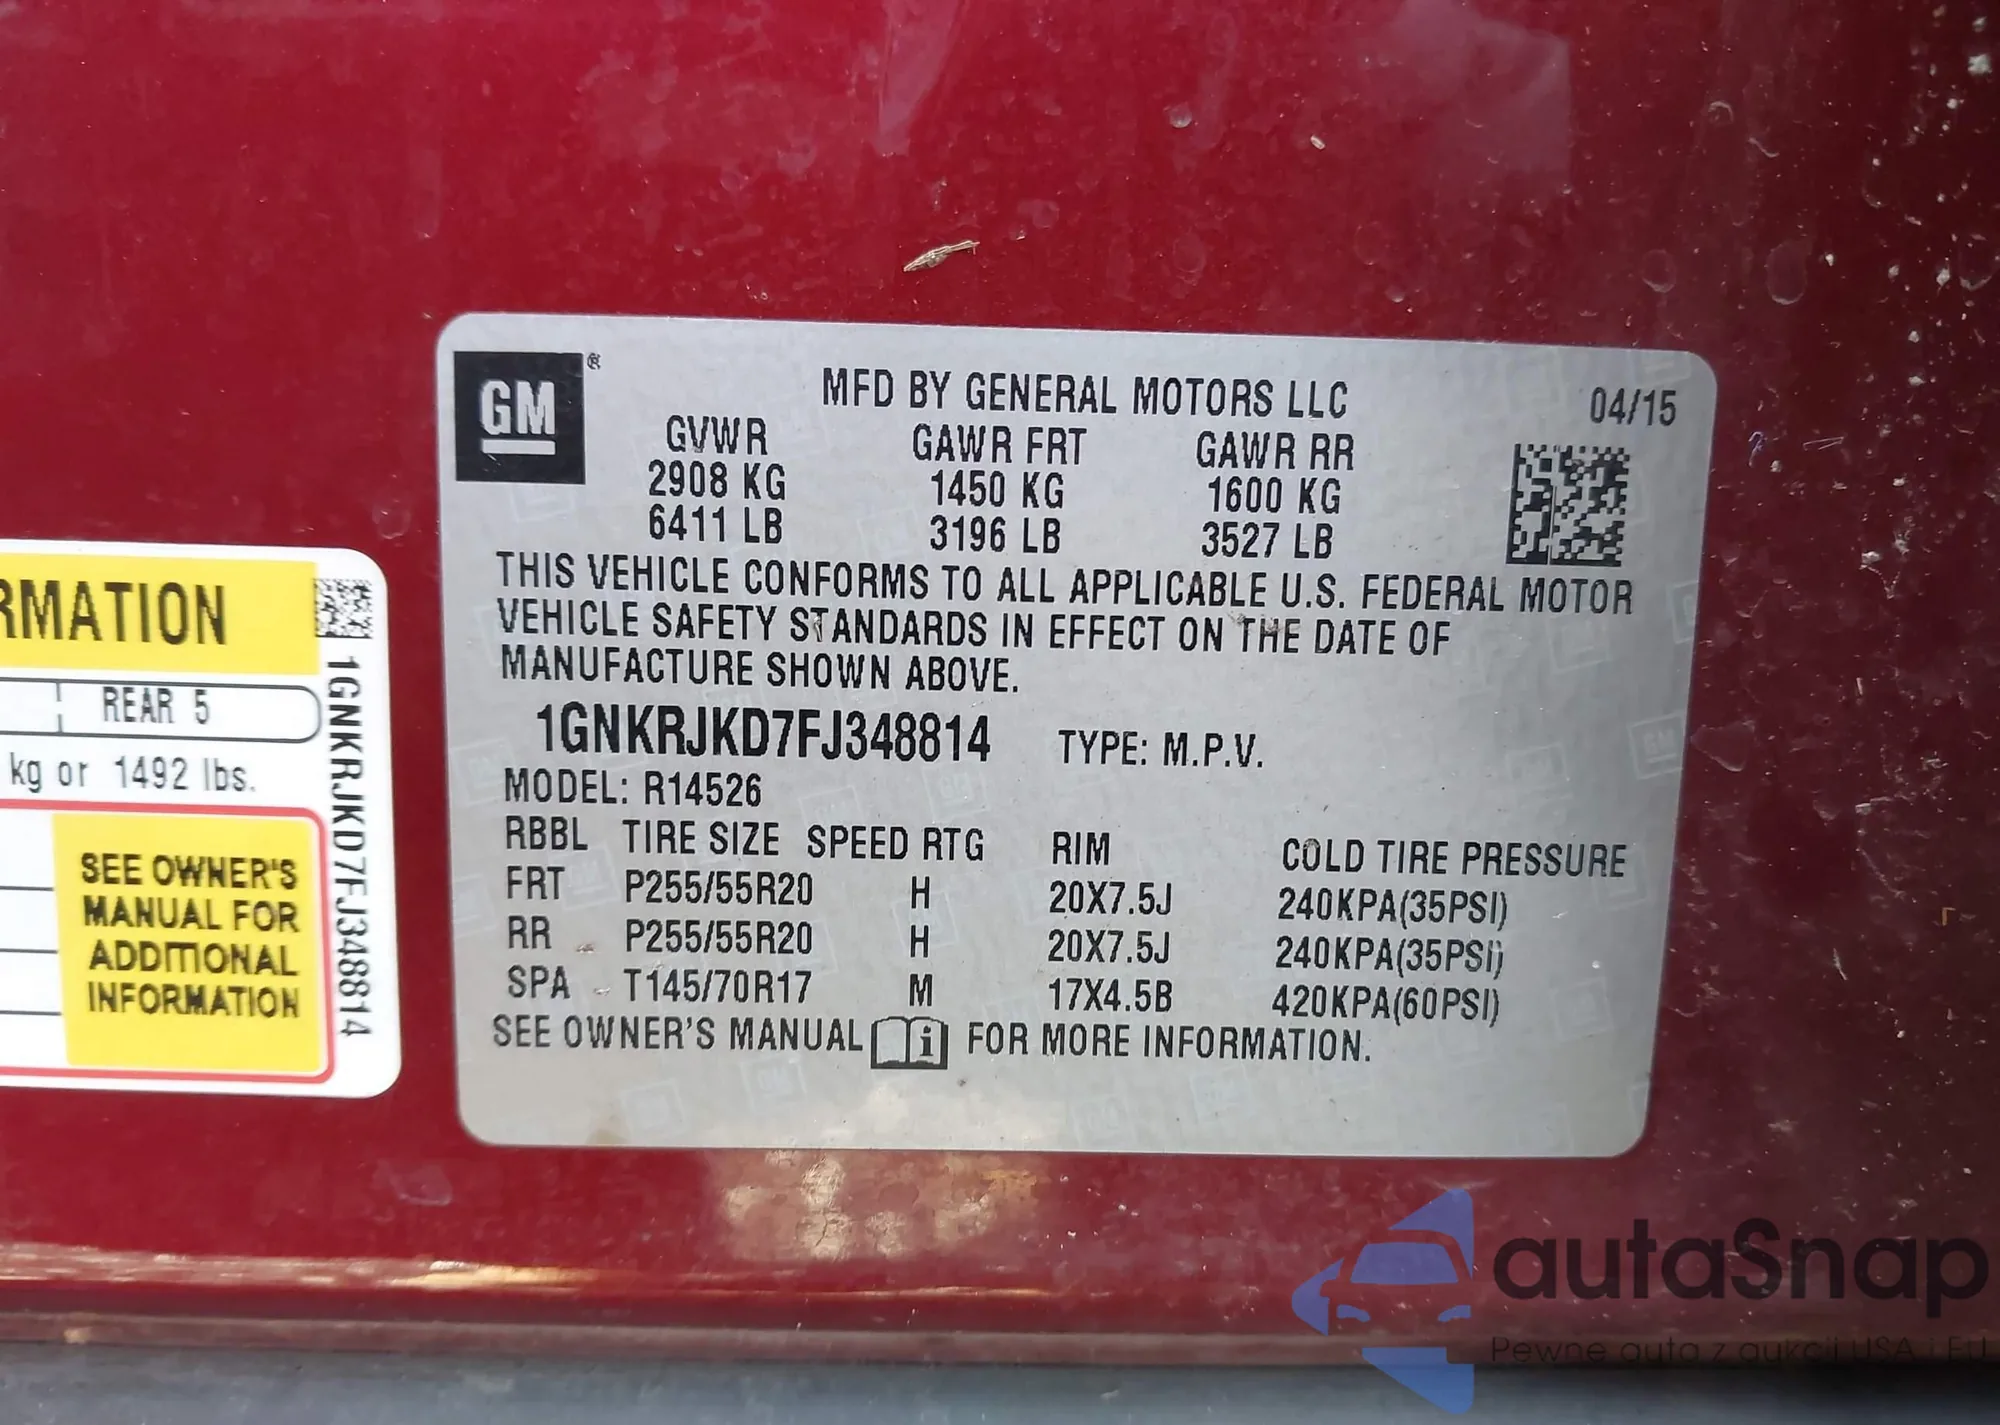 GM ®
MFD BY GENERAL MOTORS LLC 04/15
GVWR GAWR FRT GAWR RR
2908 KG 1450 KG 1600 KG
6411 LB 3196 LB 3527 LB
THIS VEHICLE CONFORMS TO ALL APPLICABLE U.S. FEDERAL MOTOR
VEHICLE SAFETY STANDARDS IN EFFECT ON THE DATE OF
MANUFACTURE SHOWN ABOVE.
1GNKRJKD7FJ348814 TYPE: M.P.V.
MODEL: R14526
RBBL TIRE SIZE SPEED RTG RIM COLD TIRE PRESSURE
FRT P255/55R20 H 20X7.5J 240KPA(35PSI)
RR P255/55R20 H 20X7.5J 240KPA(35PSI)
SPA T145/70R17 M 17X4.5B 420KPA(60PSI)
SEE OWNER'S MANUAL i FOR MORE INFORMATION.
RMATION
REAR 5
kg or 1492 lbs.
SEE OWNER'S
MANUAL FOR
ADDITIONAL
INFORMATION
1GNKRJKD7FJ348814
autaSnap
Pewne auta z aukcji USA i EU